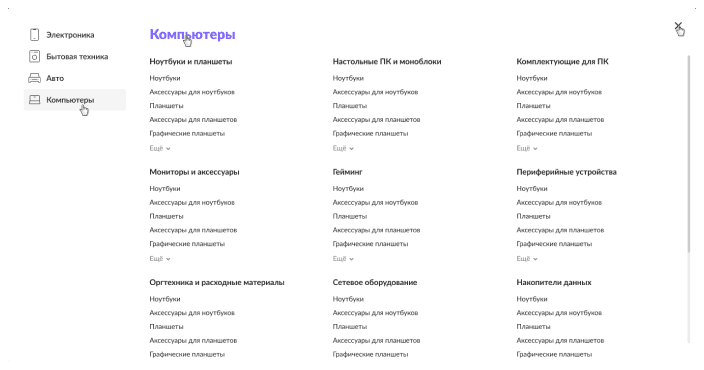 Электроника
Бытовая техника
Авто
Компьютеры
Компьютеры
Ноутбуки и планшеты
Ноутбуки
Аксессуары для ноутбуков
Планшеты
Аксессуары для планшетов
Графические планшеты
Ещё
Настольные ПК и моноблоки
Ноутбуки
Аксессуары для ноутбуков
Планшеты
Аксессуары для планшетов
Графические планшеты
Ещё
Комплектующие для ПК
Ноутбуки
Аксессуары для ноутбуков
Планшеты
Аксессуары для планшетов
Графические планшеты
Ещё
Мониторы и аксессуары
Ноутбуки
Аксессуары для ноутбуков
Планшеты
Аксессуары для планшетов
Графические планшеты
Ещё
Гейминг
Ноутбуки
Аксессуары для ноутбуков
Планшеты
Аксессуары для планшетов
Графические планшеты
Ещё
Периферийные устройства
Ноутбуки
Аксессуары для ноутбуков
Планшеты
Аксессуары для планшетов
Графические планшеты
Ещё
Оргтехника и расходные материалы
Ноутбуки
Аксессуары для ноутбуков
Планшеты
Аксессуары для планшетов
Графические планшеты
Сетевое оборудование
Ноутбуки
Аксессуары для ноутбуков
Планшеты
Аксессуары для планшетов
Графические планшеты
Накопители данных
Ноутбуки
Аксессуары для ноутбуков
Планшеты
Аксессуары для планшетов
Графические планшеты